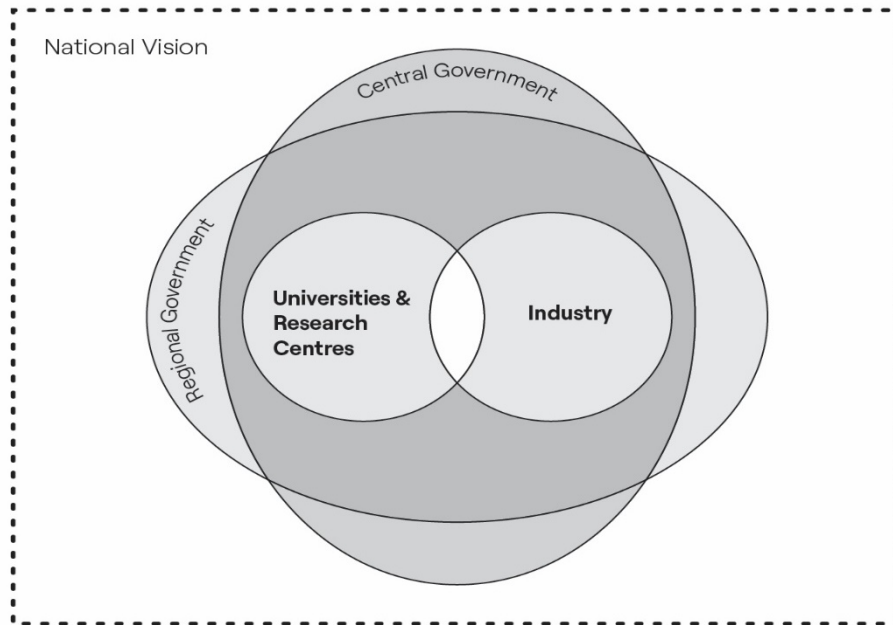 National Vision
Central Government
Regional Government
Universities &
Research
Centres
Industry